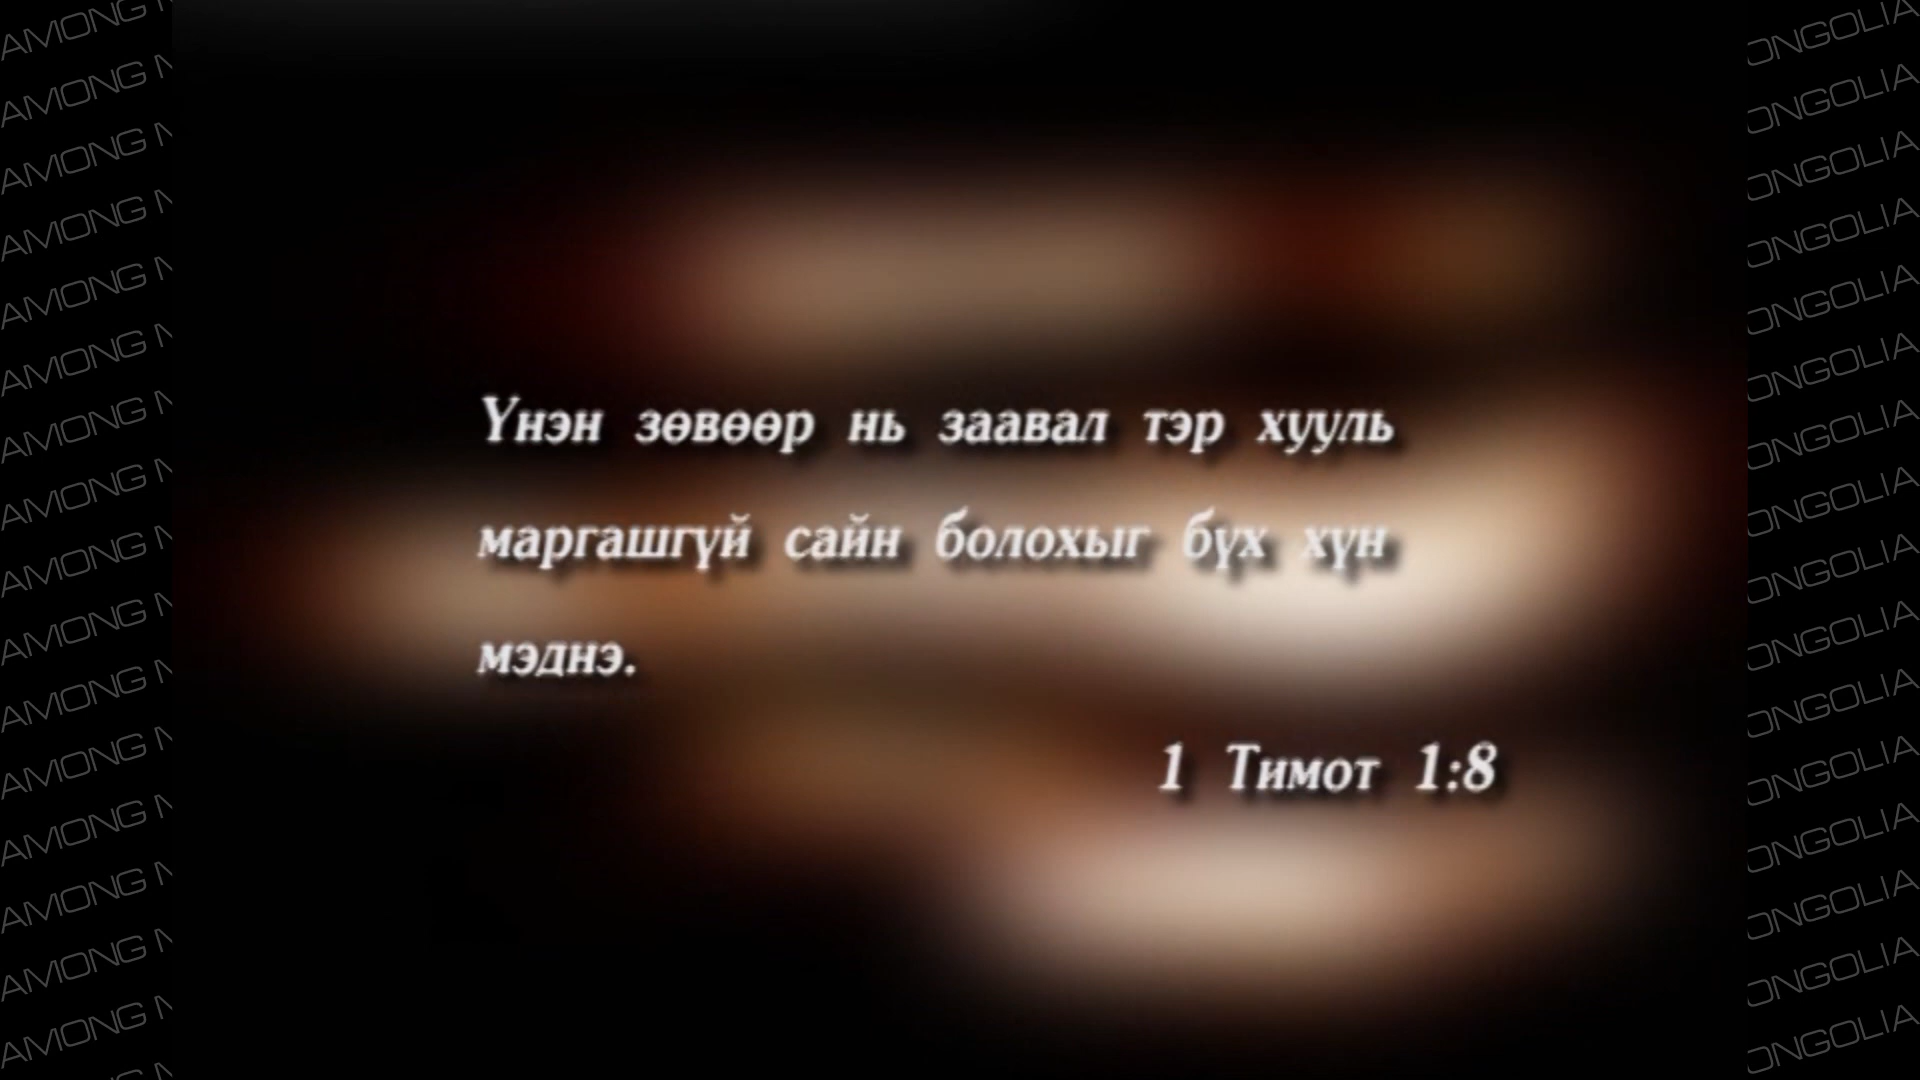 Үнэн зөвөөр нь заавал тэр хууль
маргашгүй сайн болохыг бүх хүн
мэднэ.
1 Тимот 1:8